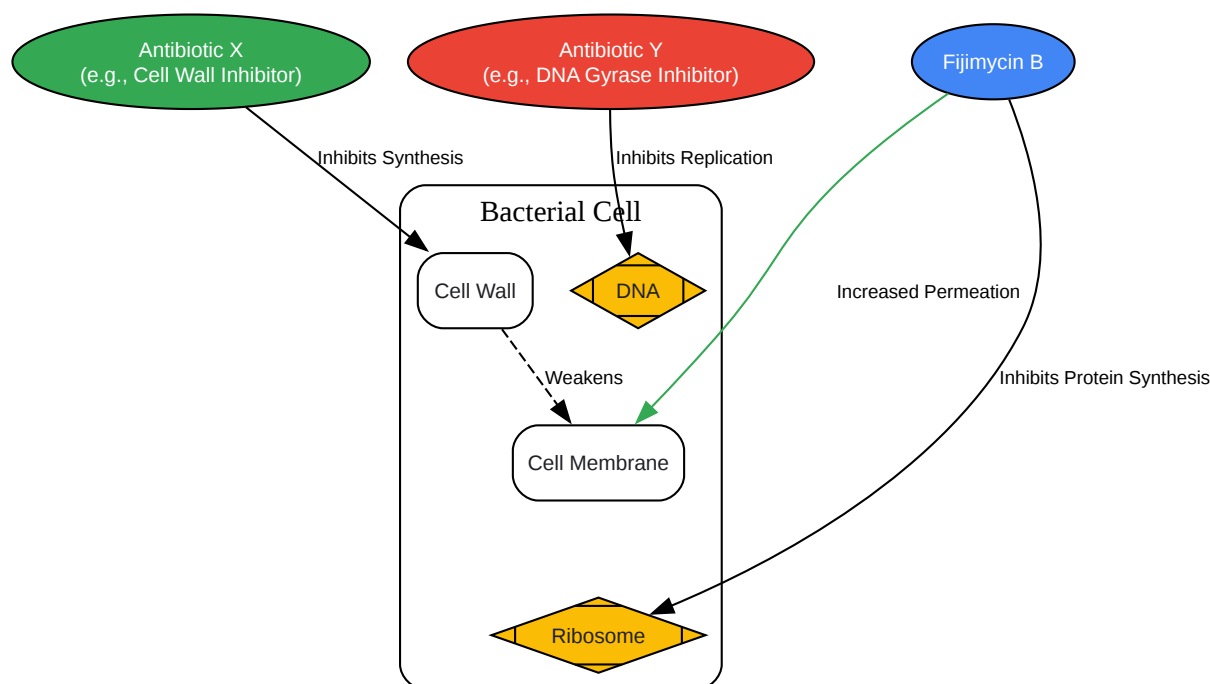 Antibiotic X
(e.g., Cell Wall Inhibitor)
Antibiotic Y
(e.g., DNA Gyrase Inhibitor)
Fijimycin B
Inhibits Synthesis
Inhibits Replication
Bacterial Cell
Cell Wall
DNA
Increased Permeation
Weakens
Inhibits Protein Synthesis
Cell Membrane
Ribosome